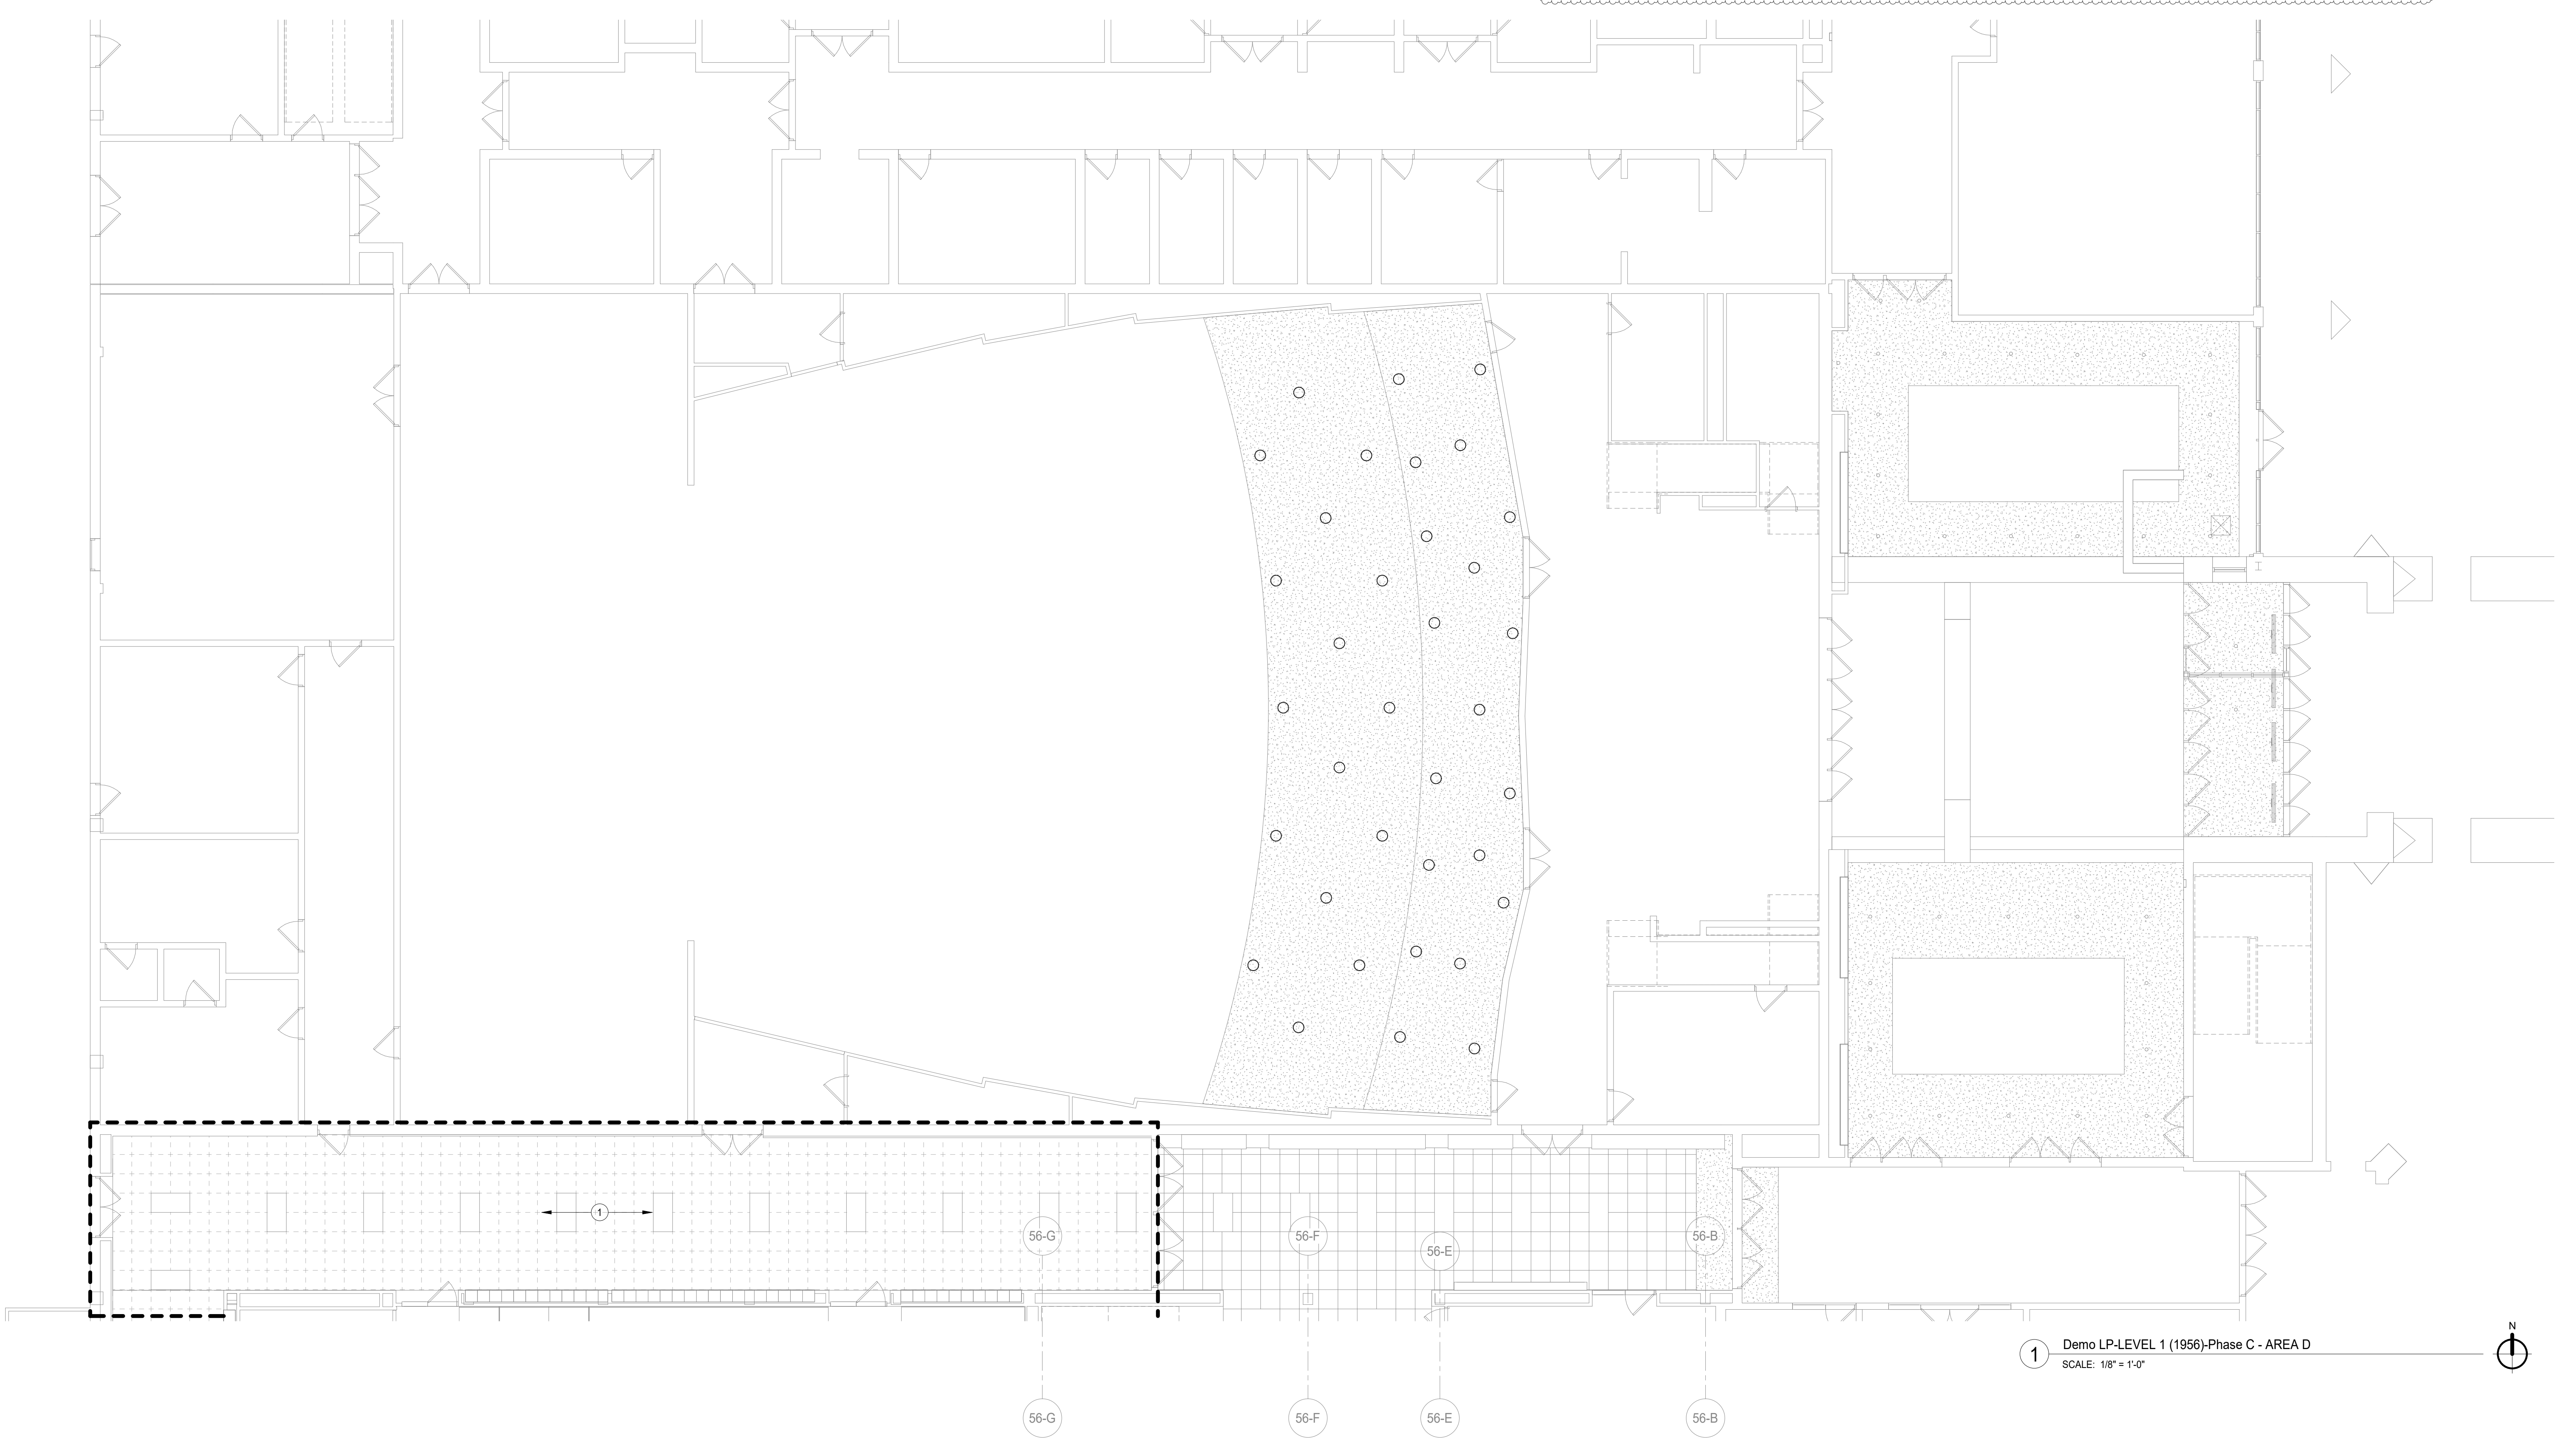 1
56-G
56-F
56-E
56-B
N
1
Demo LP-LEVEL 1 (1956)-Phase C - AREA D
SCALE: 1/8" = 1'-0"
56-G
56-F
56-E
56-B